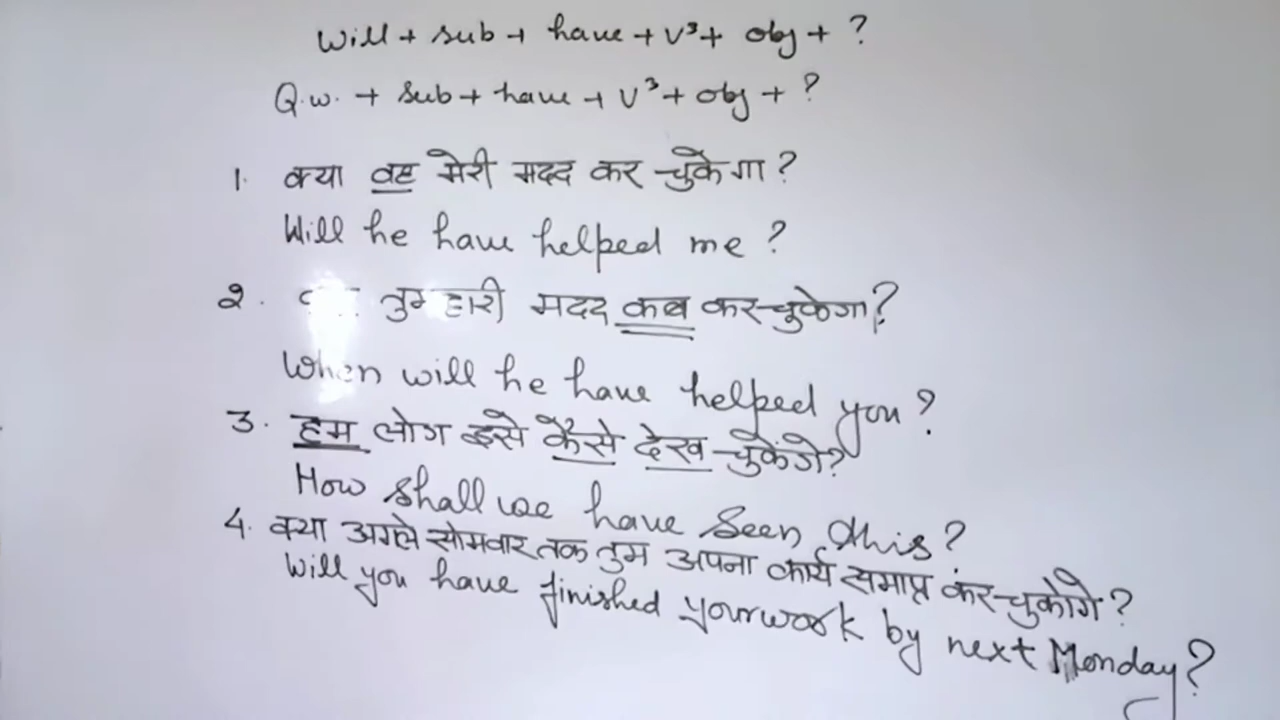 Will + sub + have + V³ + obj + ?
Q.w. + sub + have + V³ + obj + ?
1. क्या वह मेरी मदद कर चुकेगा ?
Will he have helped me ?
२. तुम्हारी मदद कब कर चुकेगा ?
When will he have helped you ?
3. हम लोग इसे कैसे देख चुकेंगे ?
How shall we have seen this ?
4. क्या अगले सोमवार तक तुम अपना कार्य समाप्त कर चुकोगे ?
Will you have finished your work by next Monday ?